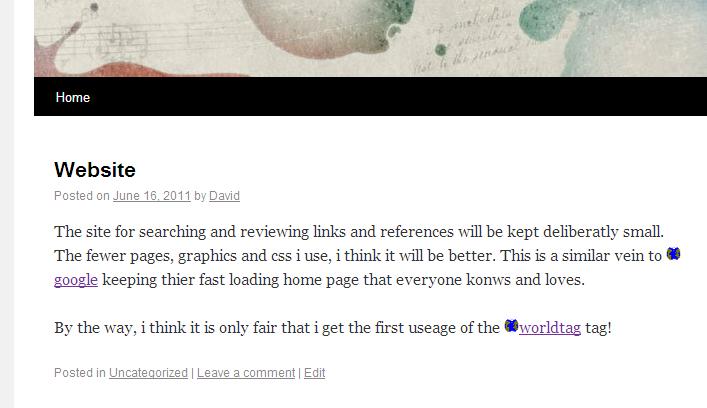 Home
Website
Posted on June 16, 2011 by David
The site for searching and reviewing links and references will be kept deliberatly small.
The fewer pages, graphics and css i use, i think it will be better. This is a similar vein to
google keeping thier fast loading home page that everyone konws and loves.
By the way, i think it is only fair that i get the first useage of the worldtag tag!
Posted in Uncategorized | Leave a comment | Edit